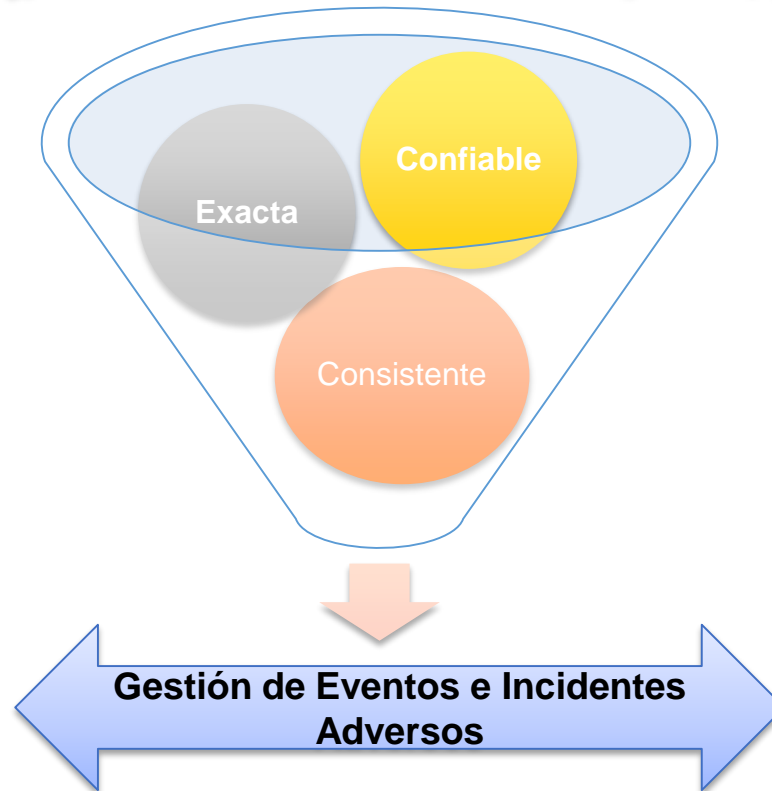 Confiable
Exacta
Consistente
Gestión de Eventos e Incidentes
Adversos